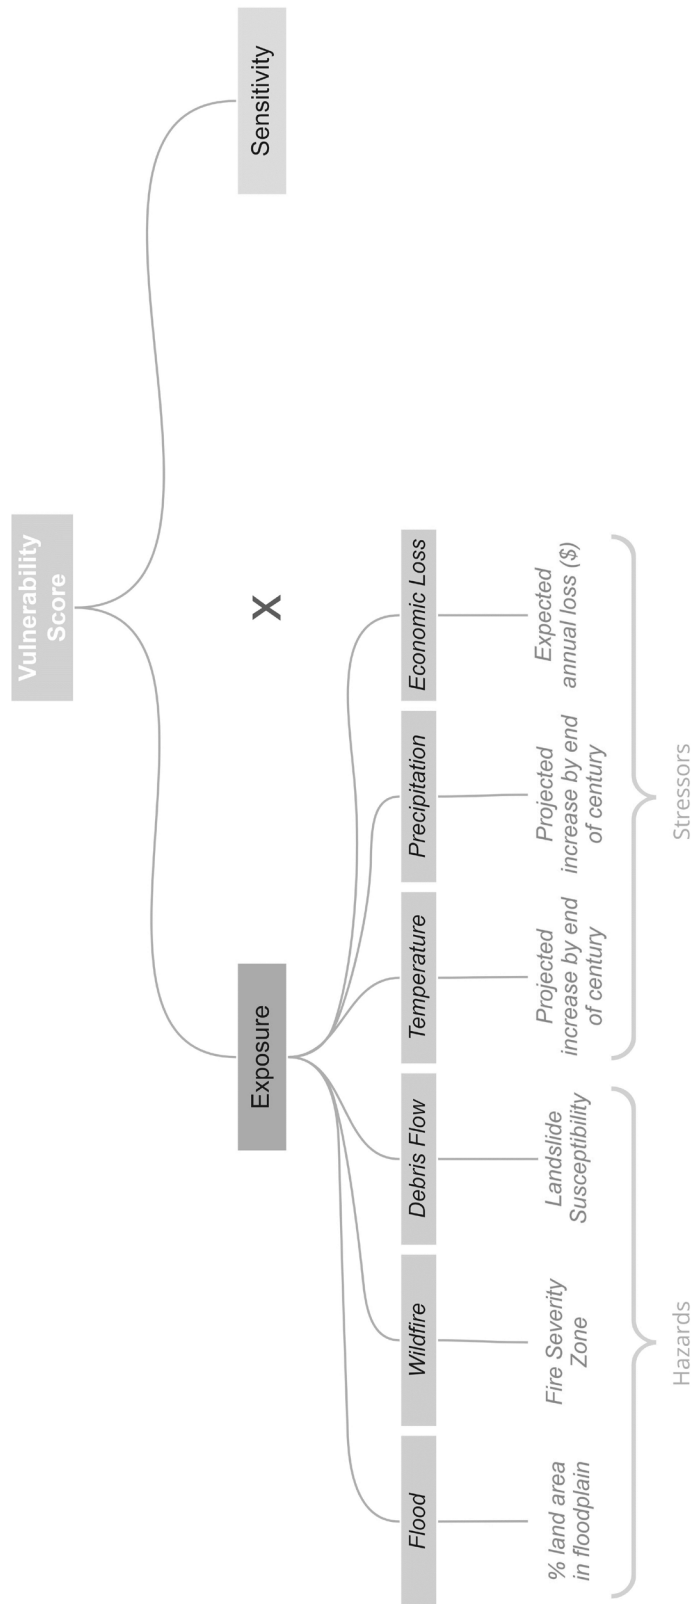 Vulnerability
Score
Exposure
X
Sensitivity
Flood
Wildfire
Debris Flow
Temperature
Precipitation
Economic Loss
% land area
in floodplain
Fire Severity
Zone
Landslide
Susceptibility
Projected
increase by end
of century
Projected
increase by end
of century
Expected
annual loss ($)
Hazards
Stressors